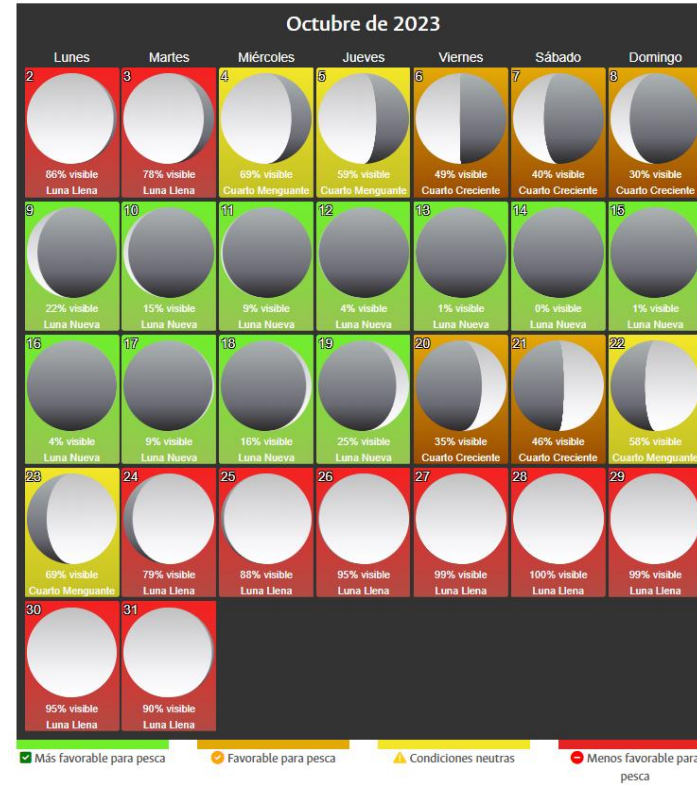 Octubre de 2023
Lunes Martes Miércoles Jueves Viernes Sábado Domingo
2 3 4 5 6 7 8
86% visible 78% visible 69% visible 59% visible 49% visible 40% visible 30% visible
Luna Llena Luna Llena Cuarto Menguante Cuarto Menguante Cuarto Creciente Cuarto Creciente Cuarto Creciente
9 10 11 12 13 14 15
22% visible 15% visible 9% visible 4% visible 1% visible 0% visible 1% visible
Luna Nueva Luna Nueva Luna Nueva Luna Nueva Luna Nueva Luna Nueva Luna Nueva
16 17 18 19 20 21 22
4% visible 9% visible 16% visible 25% visible 35% visible 46% visible 58% visible
Luna Nueva Luna Nueva Luna Nueva Luna Nueva Cuarto Creciente Cuarto Creciente Cuarto Menguante
23 24 25 26 27 28 29
69% visible 79% visible 88% visible 95% visible 99% visible 100% visible 99% visible
Cuarto Menguante Luna Llena Luna Llena Luna Llena Luna Llena Luna Llena Luna Llena
30 31
95% visible 90% visible
Luna Llena Luna Llena
Más favorable para pesca Favorable para pesca Condiciones neutras Menos favorable para
pesca